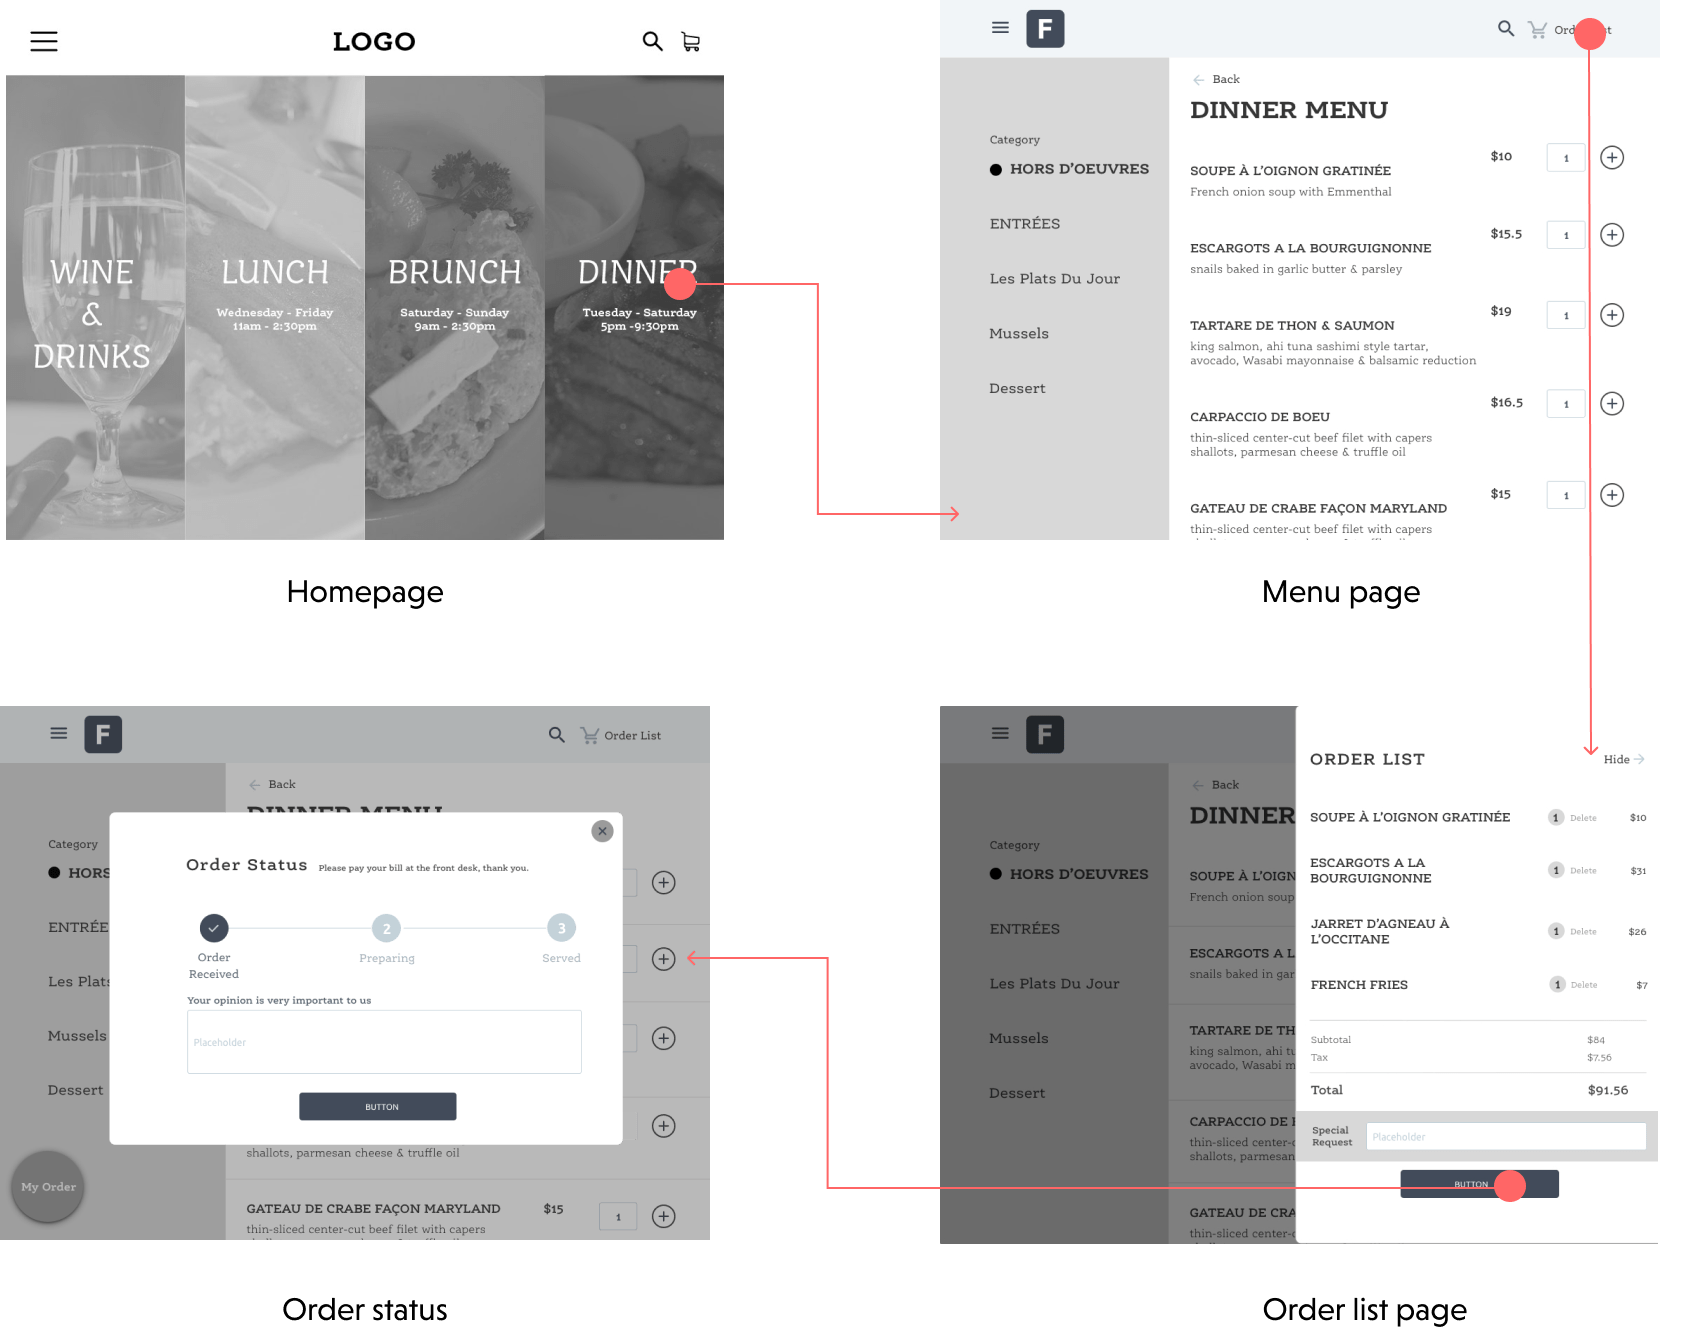 LOGO
WINE
&
DRINKS
LUNCH
Wednesday - Friday
11am - 2:30pm
BRUNCH
Saturday - Sunday
9am - 2:30pm
DINNER
Tuesday - Saturday
5pm -9:30pm
Homepage
F
Order List
Category
HORS D'OEUVRES
ENTRÉES
Les Plats Du Jour
Mussels
Dessert
Back
DINNER MENU
SOUPE À L'OIGNON GRATINÉE
French onion soup with Emmenthal
$10
1
ESCARGOTS A LA BOURGUIGNONNE
snails baked in garlic butter & parsley
$15.5
1
TARTARE DE THON & SAUMON
king salmon, ahi tuna sashimi style tartar,
avocado, Wasabi mayonnaise & balsamic reduction
$19
1
CARPACCIO DE BOEU
thin-sliced center-cut beef filet with capers
shallots, parmesan cheese & truffle oil
$16.5
1
GATEAU DE CRABE FAÇON MARYLAND
thin-sliced center-cut beef filet with capers
$15
1
Menu page
F
Order List
Back
DINNER MENU
Category
HORS
ENTRÉE
Les Plats
Mussels
Dessert
My Order
Order Status Please pay your bill at the front desk, thank you.
Order
Received
2
Preparing
3
Served
Your opinion is very important to us
Placeholder
BUTTON
shallots, parmesan cheese & truffle oil
GATEAU DE CRABE FAÇON MARYLAND
$15
1
thin-sliced center-cut beef filet with capers
Order status
F
Back
DINNER
Category
HORS D'OEUVRES
ENTRÉES
Les Plats Du Jour
Mussels
Dessert
SOUPE À L'OIGN
French onion soup
ESCARGOTS A L
snails baked in gar
TARTARE DE TH
king salmon, ahi tu
avocado, Wasabi m
CARPACCIO DE B
thin-sliced center-c
shallots, parmesan
GATEAU DE CRA
thin-sliced center-c
ORDER LIST
Hide
SOUPE À L'OIGNON GRATINÉE
1 Delete $10
ESCARGOTS A LA
BOURGUIGNONNE
1 Delete $31
JARRET D'AGNEAU À
L'OCCITANE
1 Delete $26
FRENCH FRIES
1 Delete $7
Subtotal $84
Tax $7.56
Total $91.56
Special
Request
Placeholder
BUTTON
Order list page